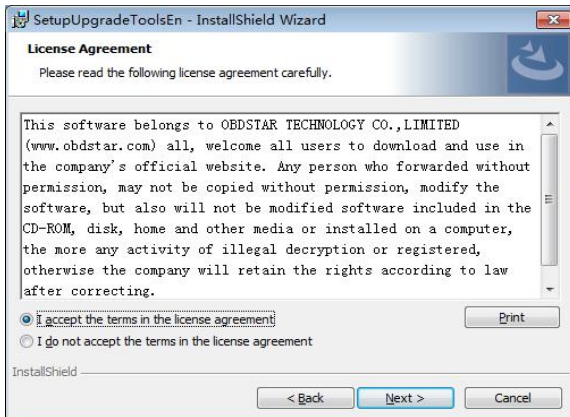 SetupUpgradeToolsEn - InstallShield Wizard
License Agreement
Please read the following license agreement carefully.
This software belongs to OBDSTAR TECHNOLOGY CO.,LIMITED
(www.obdstar.com) all, welcome all users to download and use in
the company's official website. Any person who forwarded without
permission, may not be copied without permission, modify the
software, but also will not be modified software included in the
CD-ROM, disk, home and other media or installed on a computer,
the more any activity of illegal decryption or registered,
otherwise the company will retain the rights according to law
after correcting.
I accept the terms in the license agreement
Print
I do not accept the terms in the license agreement
InstallShield
< Back
Next >
Cancel